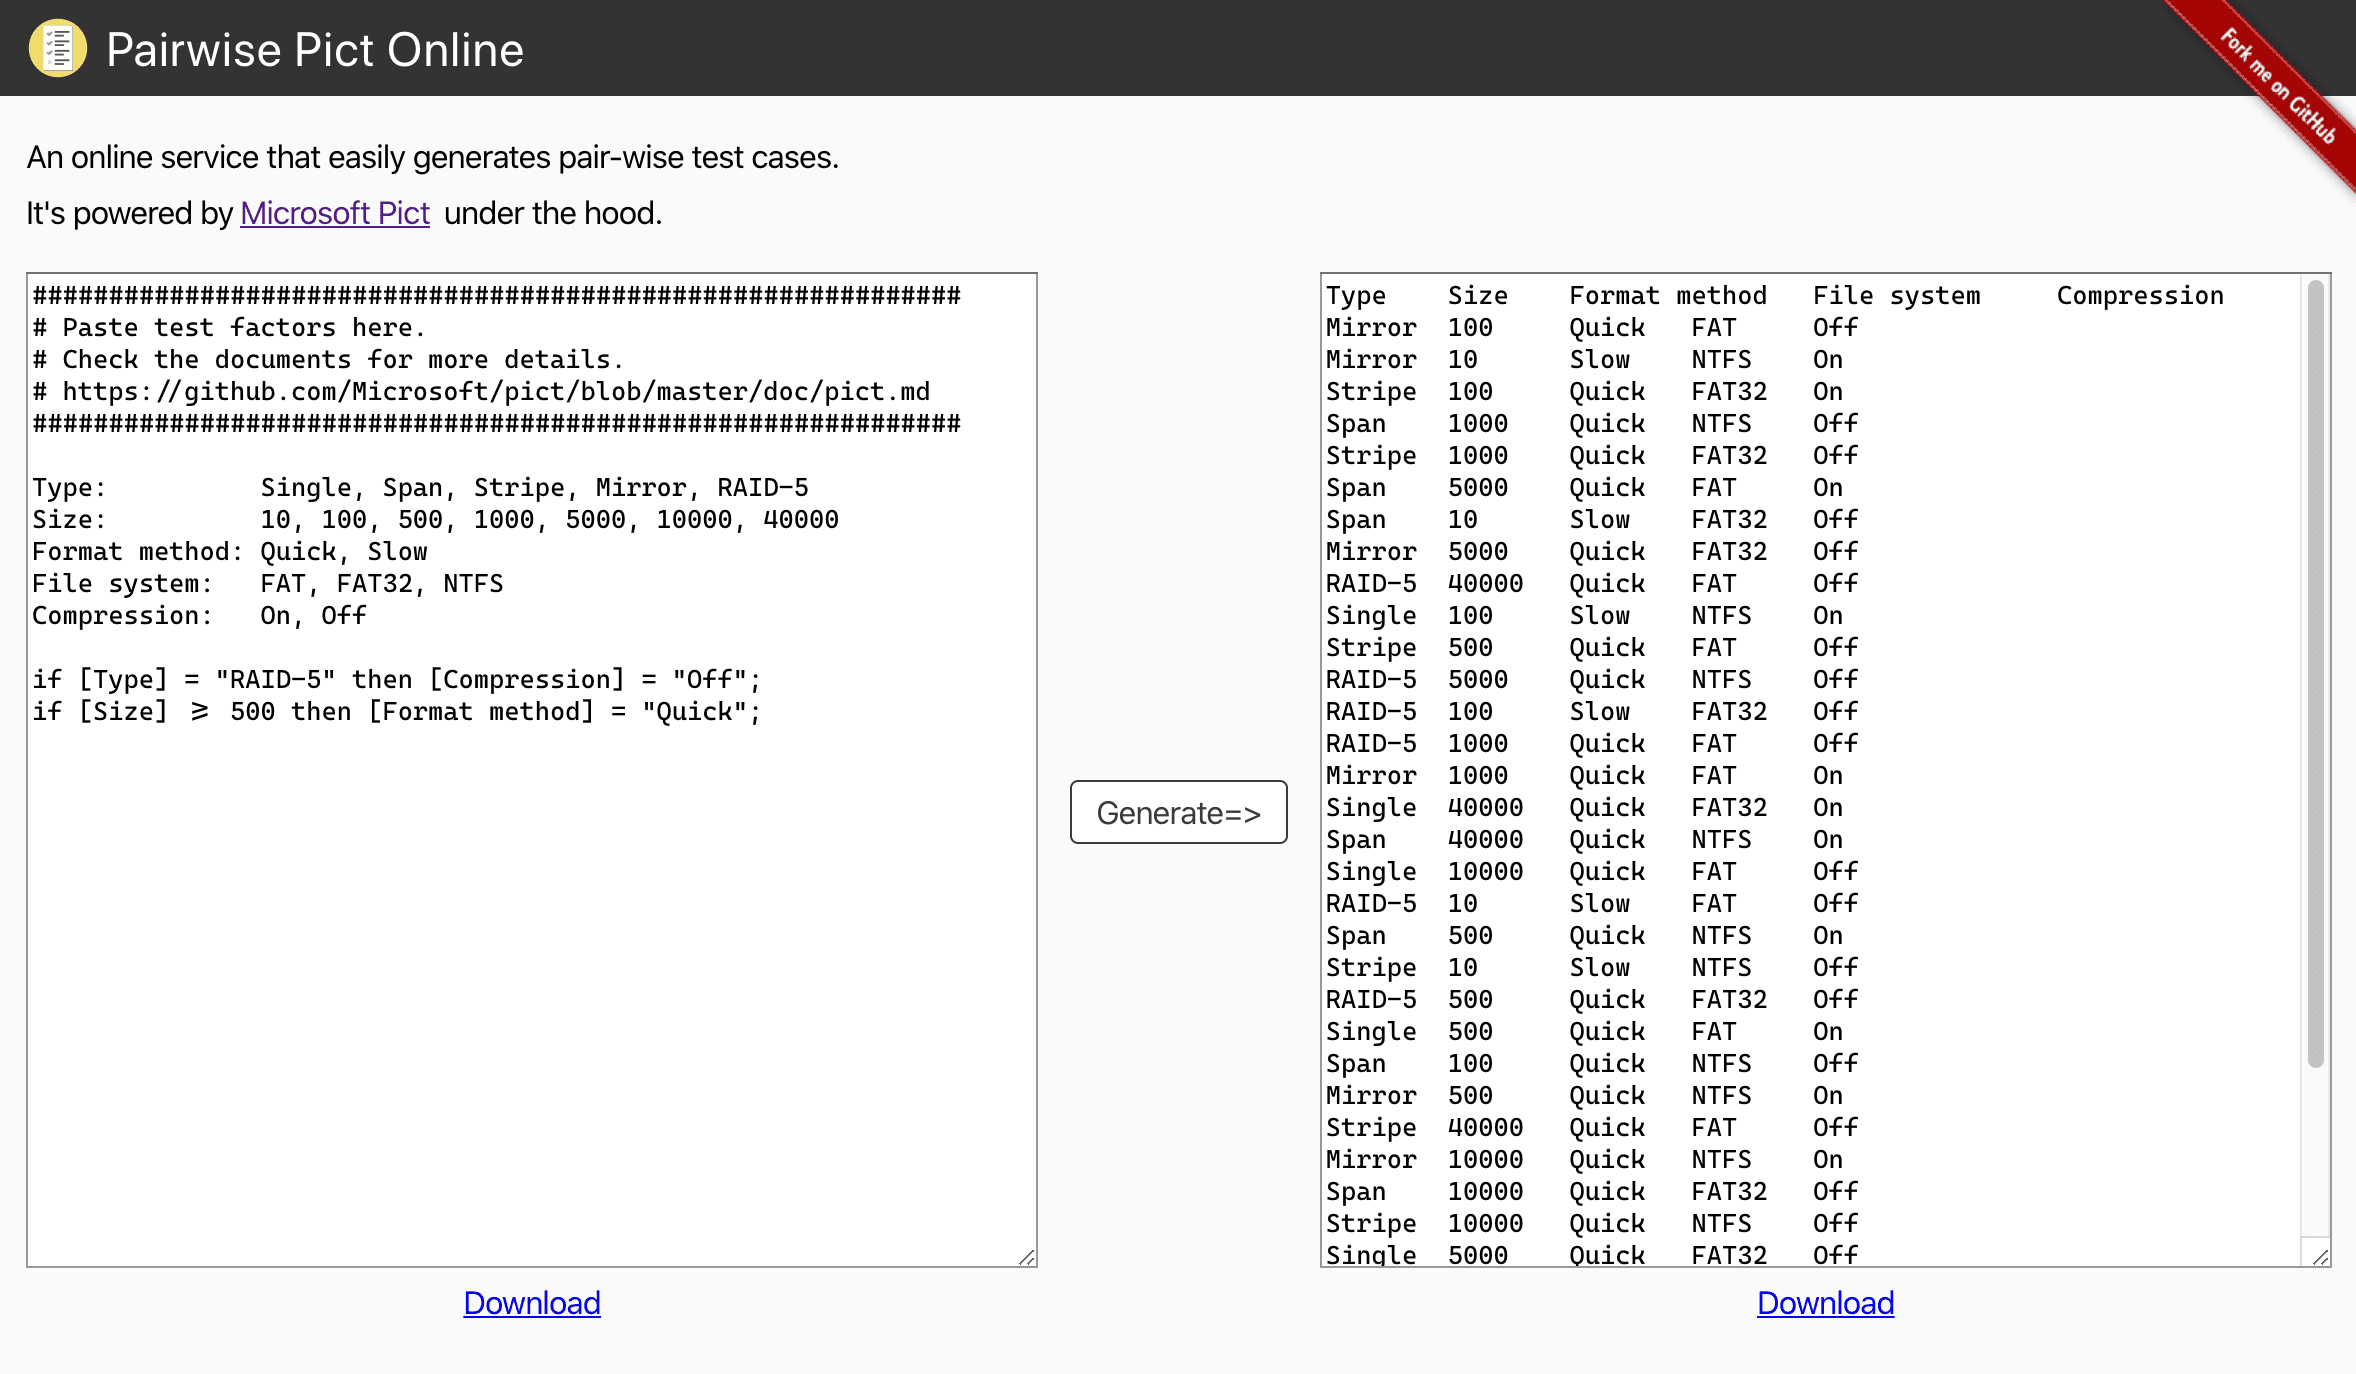 Pairwise Pict Online
Fork me on GitHub
An online service that easily generates pair-wise test cases.
It's powered by Microsoft Pict under the hood.
#############################################################
# Paste test factors here.
# Check the documents for more details.
# https://github.com/Microsoft/pict/blob/master/doc/pict.md
#############################################################
Type:          Single, Span, Stripe, Mirror, RAID-5
Size:          10, 100, 500, 1000, 5000, 10000, 40000
Format method: Quick, Slow
File system:   FAT, FAT32, NTFS
Compression:   On, Off
if [Type] = "RAID-5" then [Compression] = "Off";
if [Size] ≥ 500 then [Format method] = "Quick";
Generate=>
Type    Size    Format method   File system     Compression
Mirror  100     Quick   FAT     Off
Mirror  10      Slow    NTFS    On
Stripe  100     Quick   FAT32   On
Span    1000    Quick   NTFS    Off
Stripe  1000    Quick   FAT32   Off
Span    5000    Quick   FAT     On
Span    10      Slow    FAT32   Off
Mirror  5000    Quick   FAT32   Off
RAID-5  40000   Quick   FAT     Off
Single  100     Slow    NTFS    On
Stripe  500     Quick   FAT     Off
RAID-5  5000    Quick   NTFS    Off
RAID-5  100     Slow    FAT32   Off
RAID-5  1000    Quick   FAT     Off
Mirror  1000    Quick   FAT     On
Single  40000   Quick   FAT32   On
Span    40000   Quick   NTFS    On
Single  10000   Quick   FAT     Off
RAID-5  10      Slow    FAT     Off
Span    500     Quick   NTFS    On
Stripe  10      Slow    NTFS    Off
RAID-5  500     Quick   FAT32   Off
Single  500     Quick   FAT     On
Span    100     Quick   NTFS    Off
Mirror  500     Quick   NTFS    On
Stripe  40000   Quick   FAT     Off
Mirror  10000   Quick   NTFS    On
Span    10000   Quick   FAT32   Off
Stripe  10000   Quick   NTFS    Off
Single  5000    Quick   FAT32   Off
Download
Download